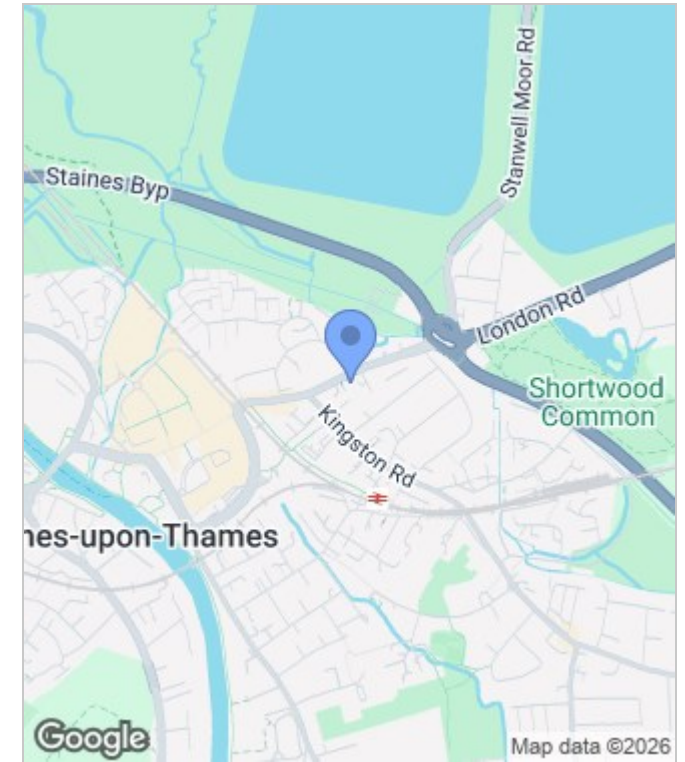 Stanwell Moor Rd
Staines Byp
London Rd
Shortwood
Common
Kingston Rd
nes-upon-Thames
Google
Map data ©2026